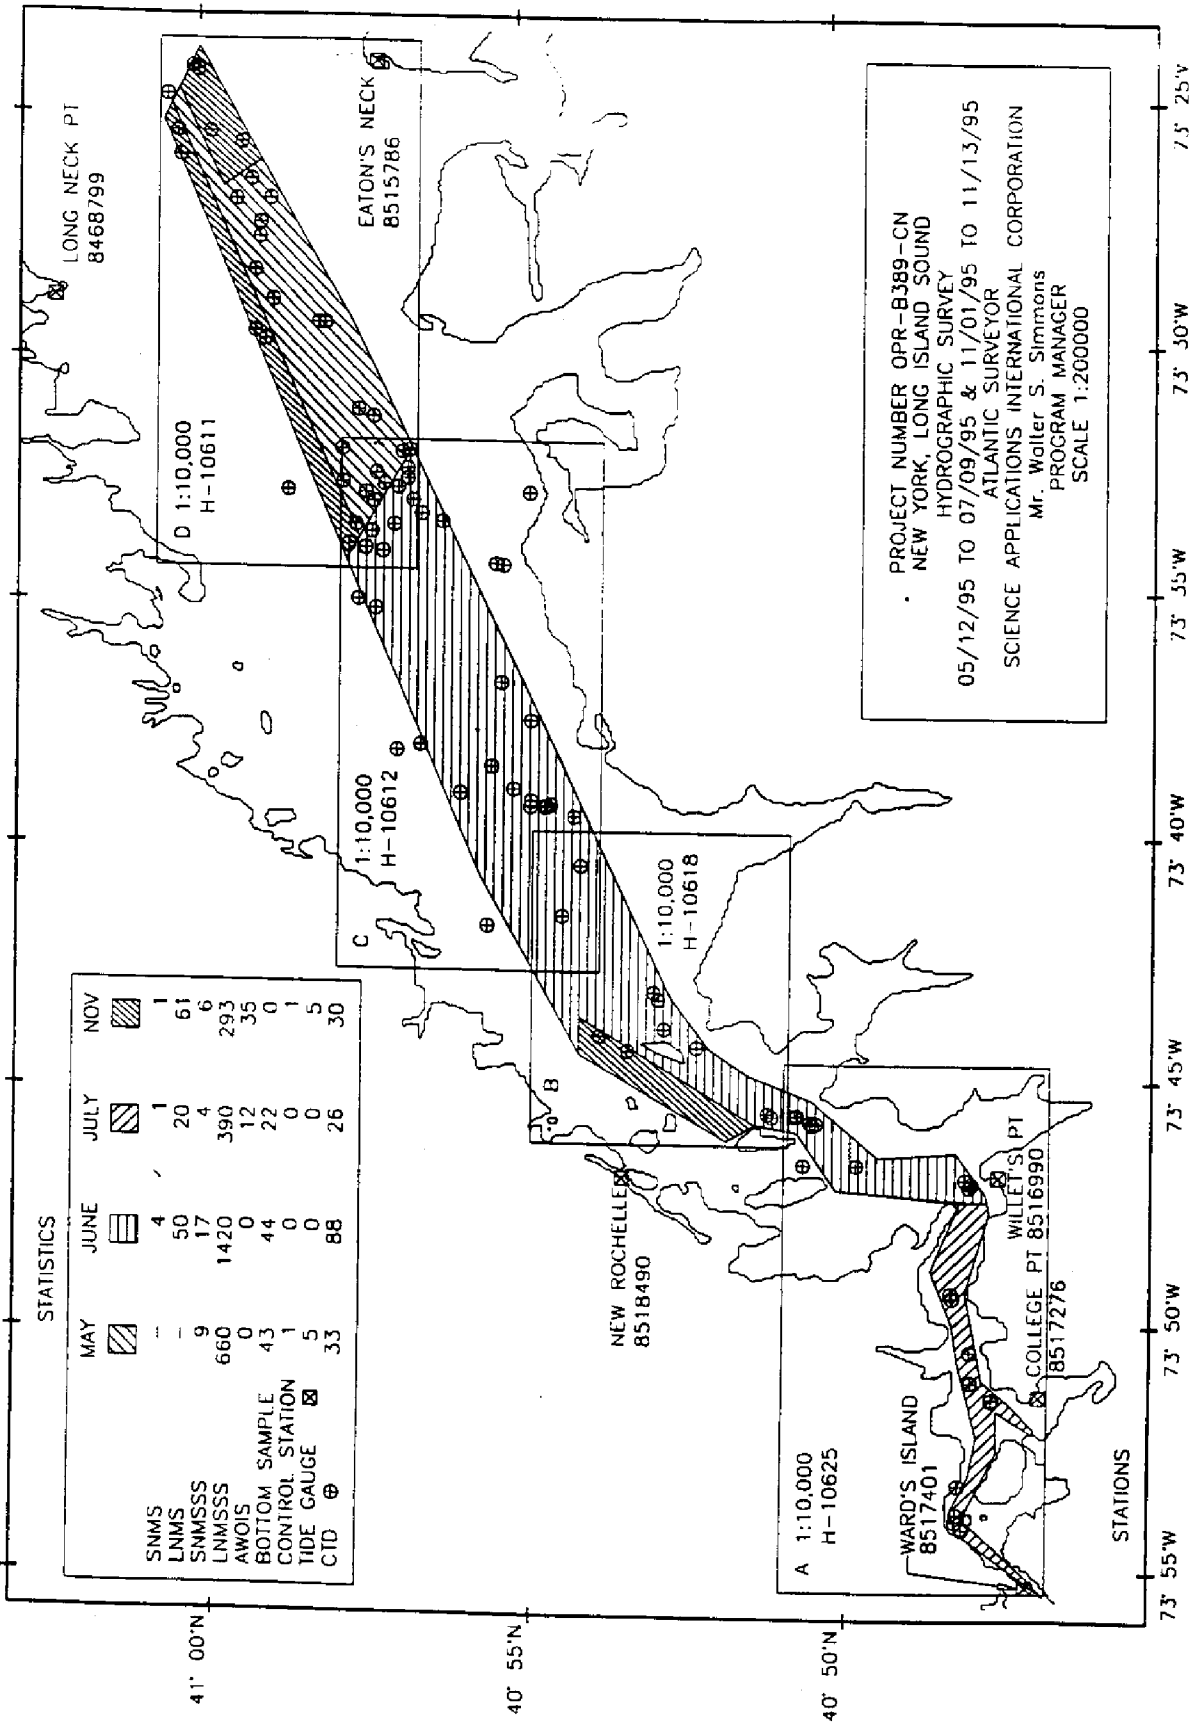 STATISTICS
MAY JUNE JULY NOV
SNMS — 4 1 1
LNMS — 50 20 61
SNMSSS 9 17 4 6
LNMSSS 660 1420 390 293
AWOIS 0 0 12 35
BOTTOM SAMPLE 43 44 22 0
CONTROL STATION 1 0 0 1
TIDE GAUGE 5 0 0 5
CTD 33 88 26 30
LONG NECK PT
8468799
D 1:10,000
H-10611
EATON'S NECK
8515786
C
1:10,000
H-10612
B
1:10,000
H-10618
NEW ROCHELLE
8518490
A 1:10,000
H-10625
WARD'S ISLAND
8517401
WILLET'S PT
8516990
COLLEGE PT
8517276
STATIONS
PROJECT NUMBER OPR-B389-CN
NEW YORK, LONG ISLAND SOUND
HYDROGRAPHIC SURVEY
05/12/95 TO 07/09/95 & 11/01/95 TO 11/13/95
ATLANTIC SURVEYOR
SCIENCE APPLICATIONS INTERNATIONAL CORPORATION
Mr. Walter S. Simmons
PROGRAM MANAGER
SCALE 1:200000
41° 00'N
40° 55'N
40° 50'N
73° 55'W
73° 50'W
73° 45'W
73° 40'W
73° 35'W
73° 30'W
73° 25'W